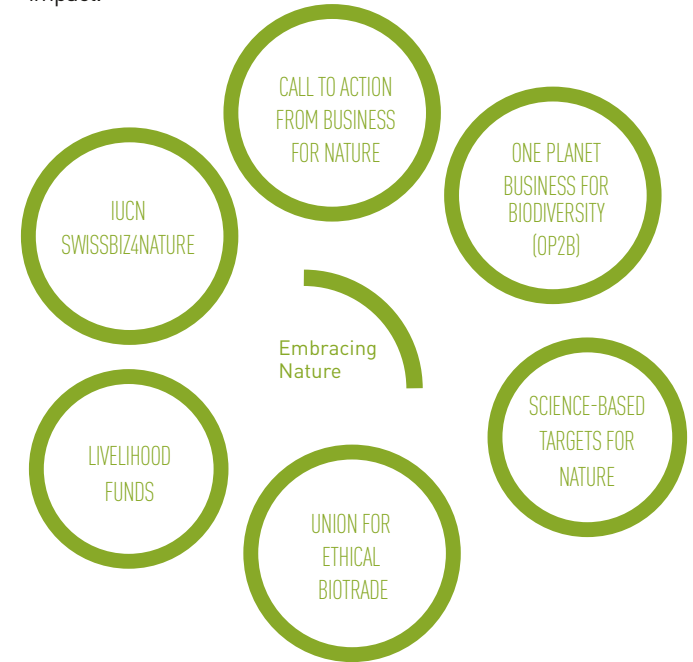 CALL TO ACTION
FROM BUSINESS
FOR NATURE
ONE PLANET
BUSINESS FOR
BIODIVERSITY
(OP2B)
IUCN
SWISSBIZ4NATURE
Embracing
Nature
SCIENCE-BASED
TARGETS FOR
NATURE
LIVELIHOOD
FUNDS
UNION FOR
ETHICAL
BIOTRADE